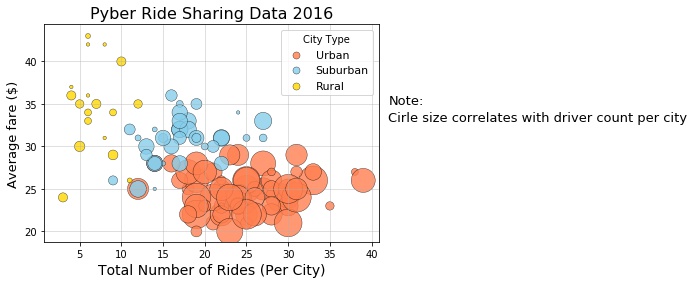 Pyber Ride Sharing Data 2016
City Type
Urban
Suburban
Rural
Average fare ($)
40
35
30
25
20
5 10 15 20 25 30 35 40
Total Number of Rides (Per City)
Note:
Cirle size correlates with driver count per city